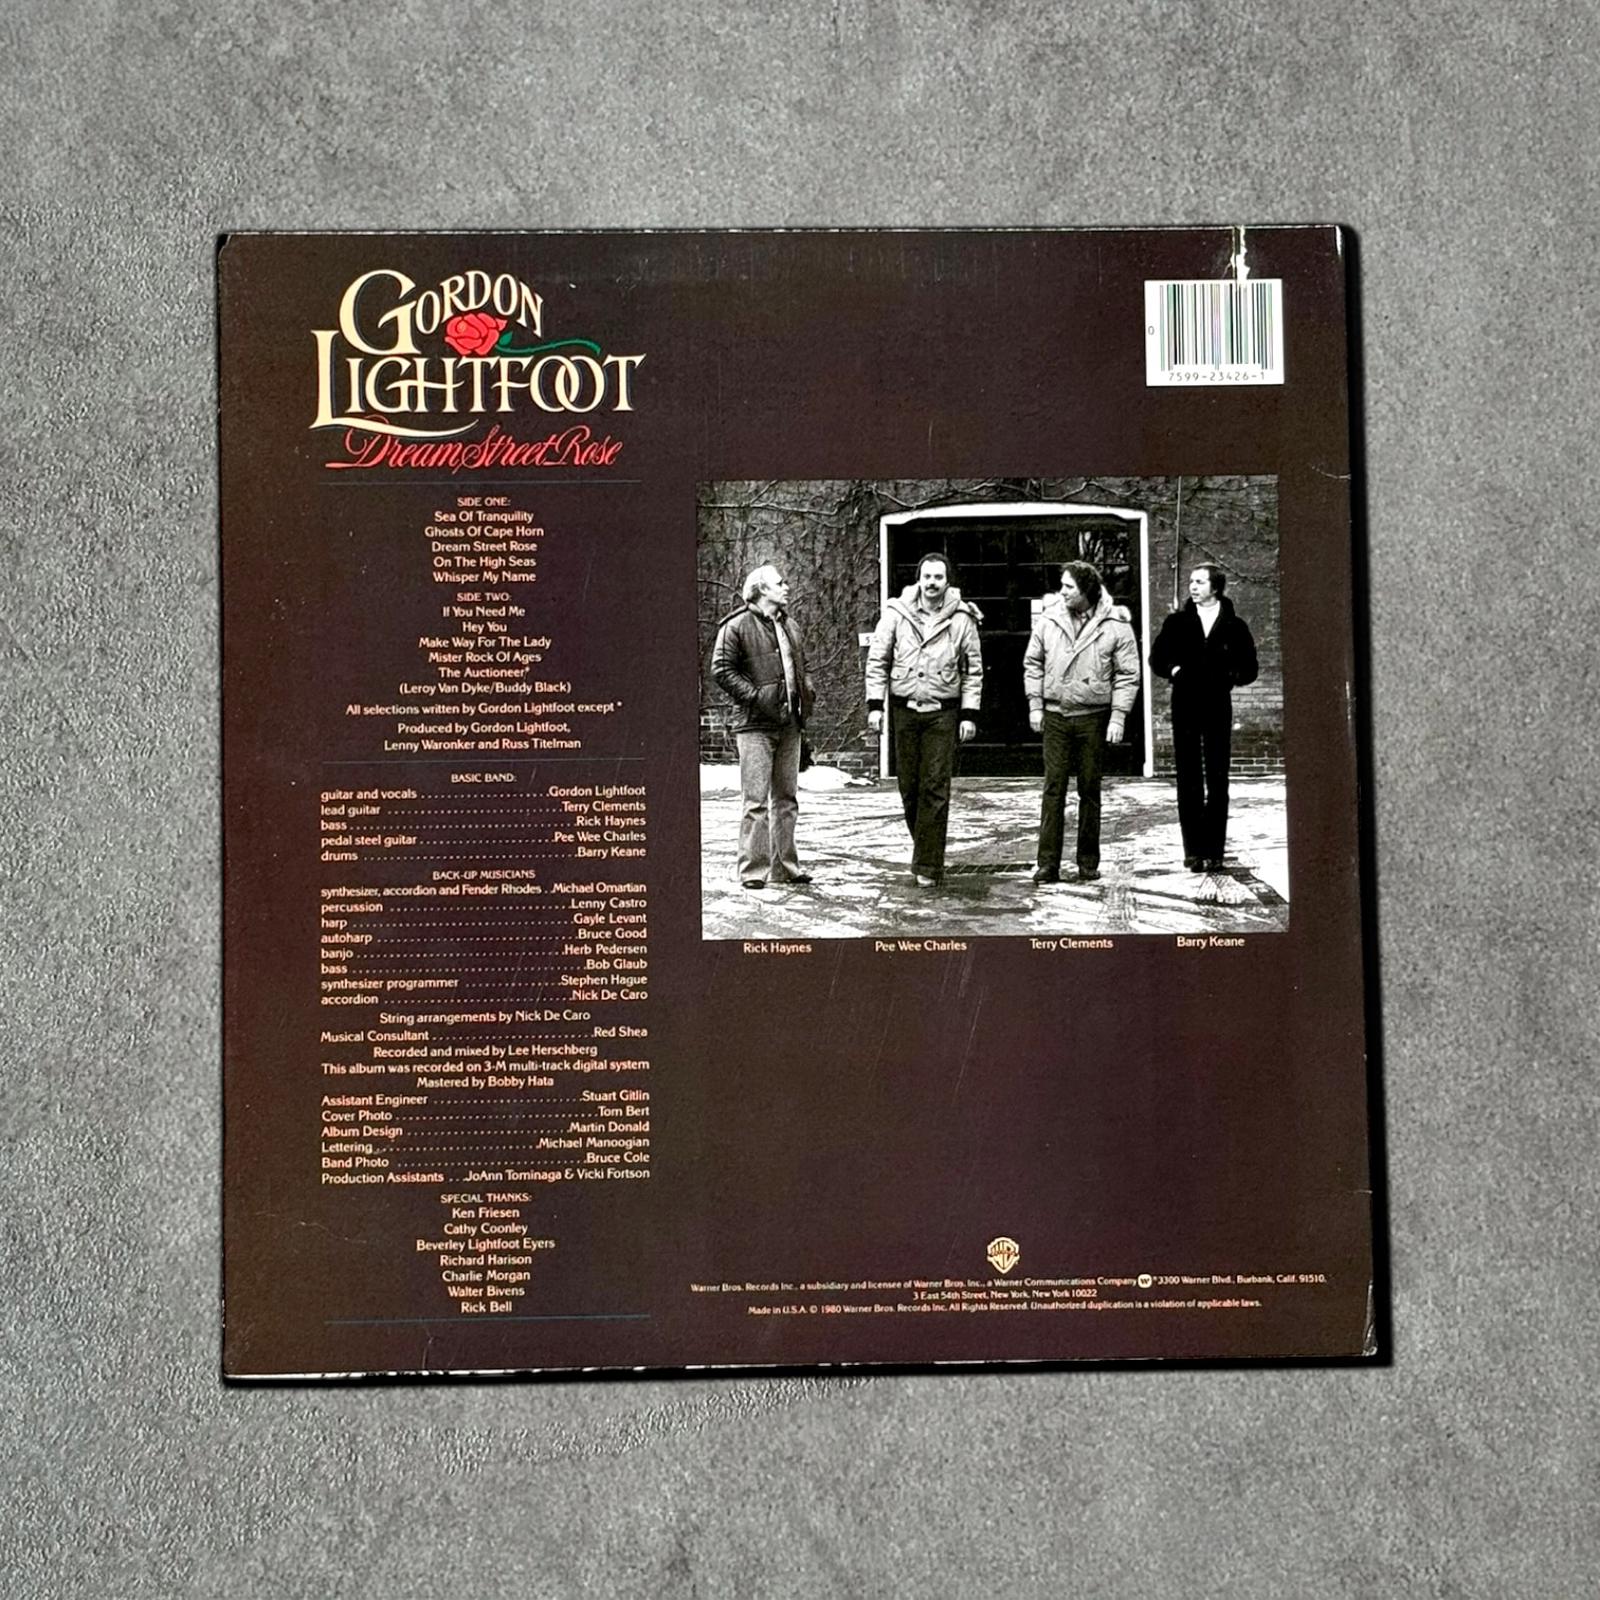 GORDON
LIGHTFOOT
Dream Street Rose
SIDE ONE:
Sea Of Tranquility
Ghosts Of Cape Horn
Dream Street Rose
On The High Seas
Whisper My Name
SIDE TWO:
If You Need Me
Hey You
Make Way For The Lady
Mister Rock Of Ages
The Auctioneer*
(Leroy Van Dyke/Buddy Black)
All selections written by Gordon Lightfoot except *
Produced by Gordon Lightfoot,
Lenny Waronker and Russ Titelman
BASIC BAND:
guitar and vocals ..................Gordon Lightfoot
lead guitar ........................Terry Clements
bass ................................Rick Haynes
pedal steel guitar ..................Pee Wee Charles
drums ...............................Barry Keane
BACK-UP MUSICIANS
synthesizer, accordion and Fender Rhodes ..Michael Omartian
percussion ..........................Lenny Castro
harp ................................Gayle Levant
autoharp ............................Bruce Good
banjo ...............................Herb Pedersen
bass ................................Bob Glaub
synthesizer programmer ..............Stephen Hague
accordion ...........................Nick De Caro
String arrangements by Nick De Caro
Musical Consultant ......................Red Shea
Recorded and mixed by Lee Herschberg
This album was recorded on 3-M multi-track digital system
Mastered by Bobby Hata
Assistant Engineer ....................Stuart Gitlin
Cover Photo ............................Tom Bert
Album Design .........................Martin Donald
Lettering ........................Michael Manoogian
Band Photo .............................Bruce Cole
Production Assistants ...JoAnn Tominaga & Vicki Fortson
SPECIAL THANKS:
Ken Friesen
Cathy Coonley
Beverley Lightfoot Eyers
Richard Harison
Charlie Morgan
Walter Bivens
Rick Bell
0
7599-23426-1
5
Rick Haynes Pee Wee Charles Terry Clements Barry Keane
WB
Warner Bros. Records Inc., a subsidiary and licensee of Warner Bros. Inc., a Warner Communications Company W ® 3300 Warner Blvd., Burbank, Calif. 91510.
3 East 54th Street, New York, New York 10022
Made in U.S.A. © 1980 Warner Bros. Records Inc. All Rights Reserved. Unauthorized duplication is a violation of applicable laws.